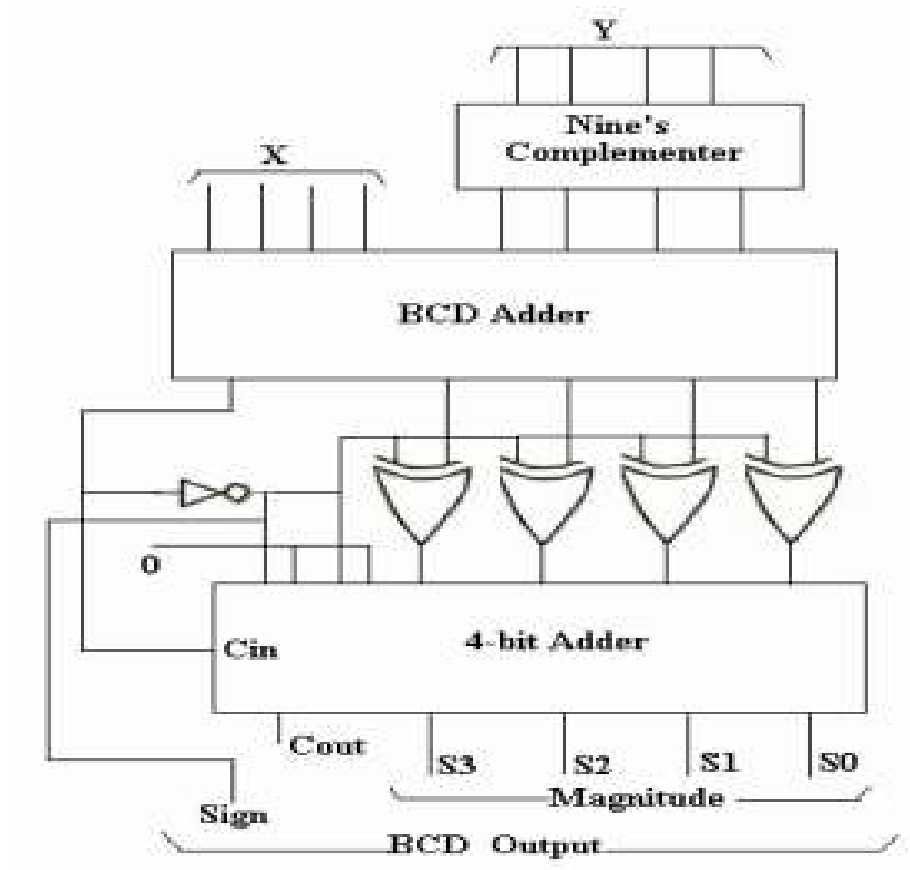 Y
Nine's
Complementer
X
BCD Adder
0
Cin
4-bit Adder
Cout
S3
S2
S1
S0
Magnitude
Sign
BCD Output